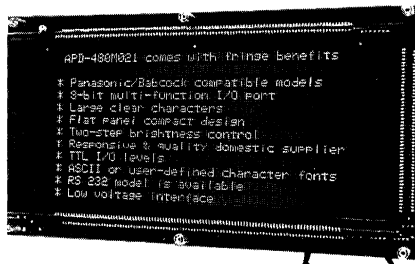 APD-480M021 comes with fringe benefits
* Panasonic/Babcock compatible models
* 8-bit multi-function I/O port
* Large clear characters
* Flat panel compact design
* Two-step brightness control
* Responsive & quality domestic supplier
* TTL I/O levels
* ASCII or user-defined character fonts
* RS 232 model is available
* Low voltage interface